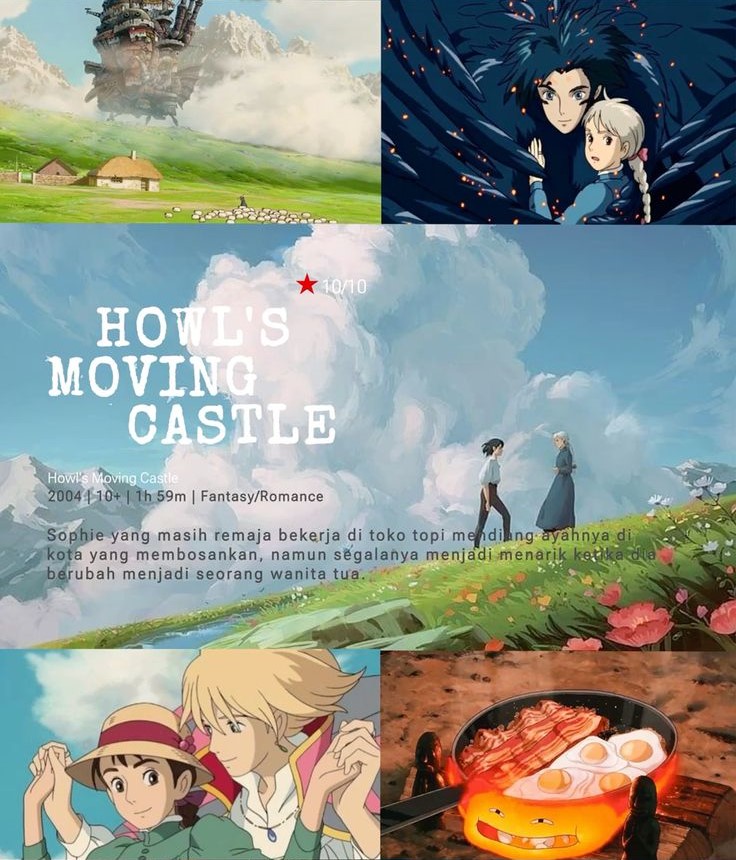 ★ 10/10
HOWL'S
MOVING
CASTLE
Howl's Moving Castle
2004 | 10+ | 1h 59m | Fantasy/Romance
Sophie yang masih remaja bekerja di toko topi mendiang ayahnya di
kota yang membosankan, namun segalanya menjadi menarik ketika dia
berubah menjadi seorang wanita tua.